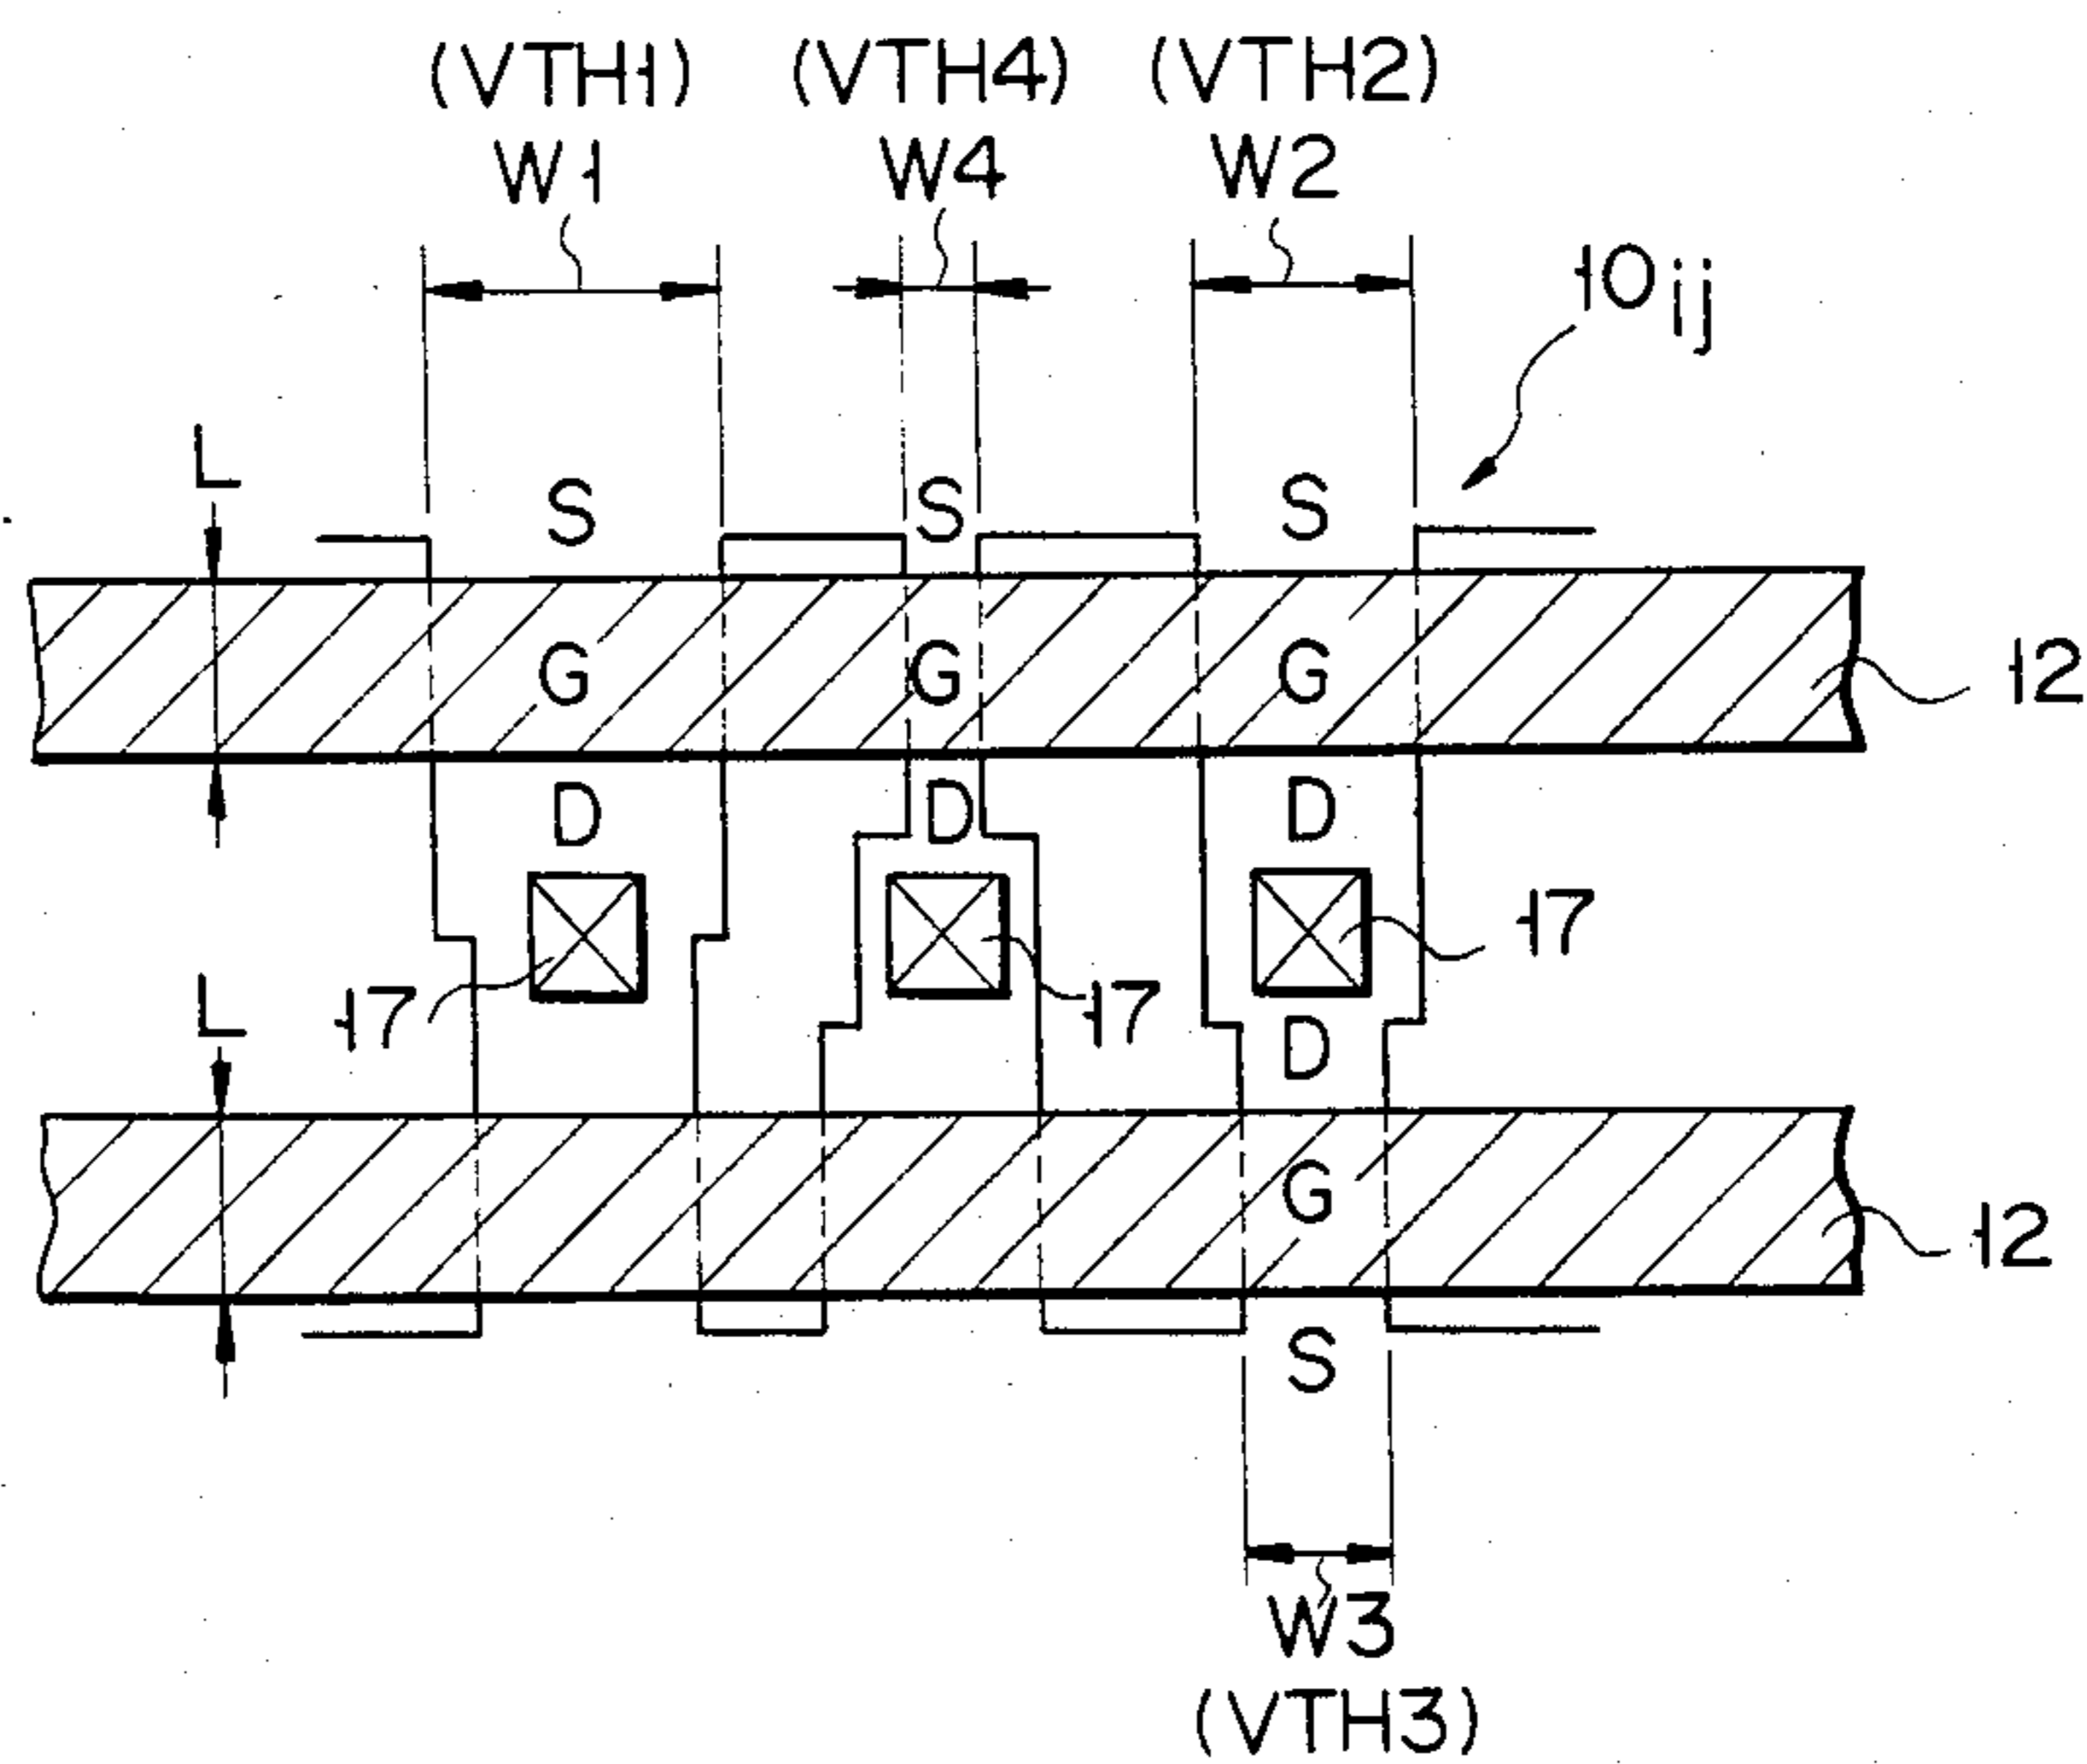 (VTH1) (VTH4) (VTH2)
W1 W4 W2
10ij
L S S S
G G G 12
D D D
17
L 17 17 D
G
12
S
W3
(VTH3)